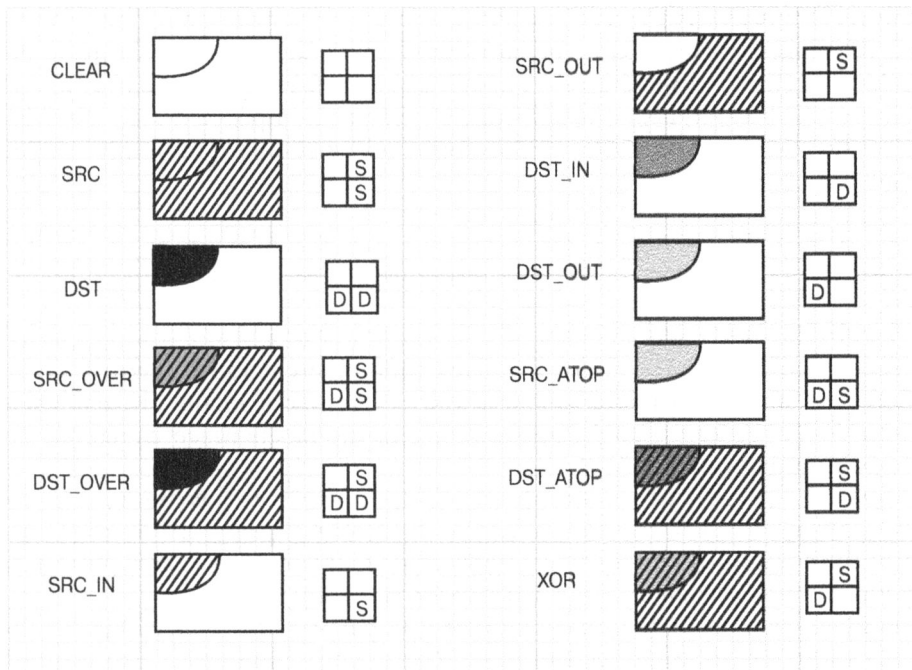 CLEAR
SRC
S
S
DST
D D
SRC_OVER
S
D S
DST_OVER
S
D D
SRC_IN
S
SRC_OUT
S
DST_IN
D
DST_OUT
D
SRC_ATOP
D S
DST_ATOP
S
D
XOR
S
D